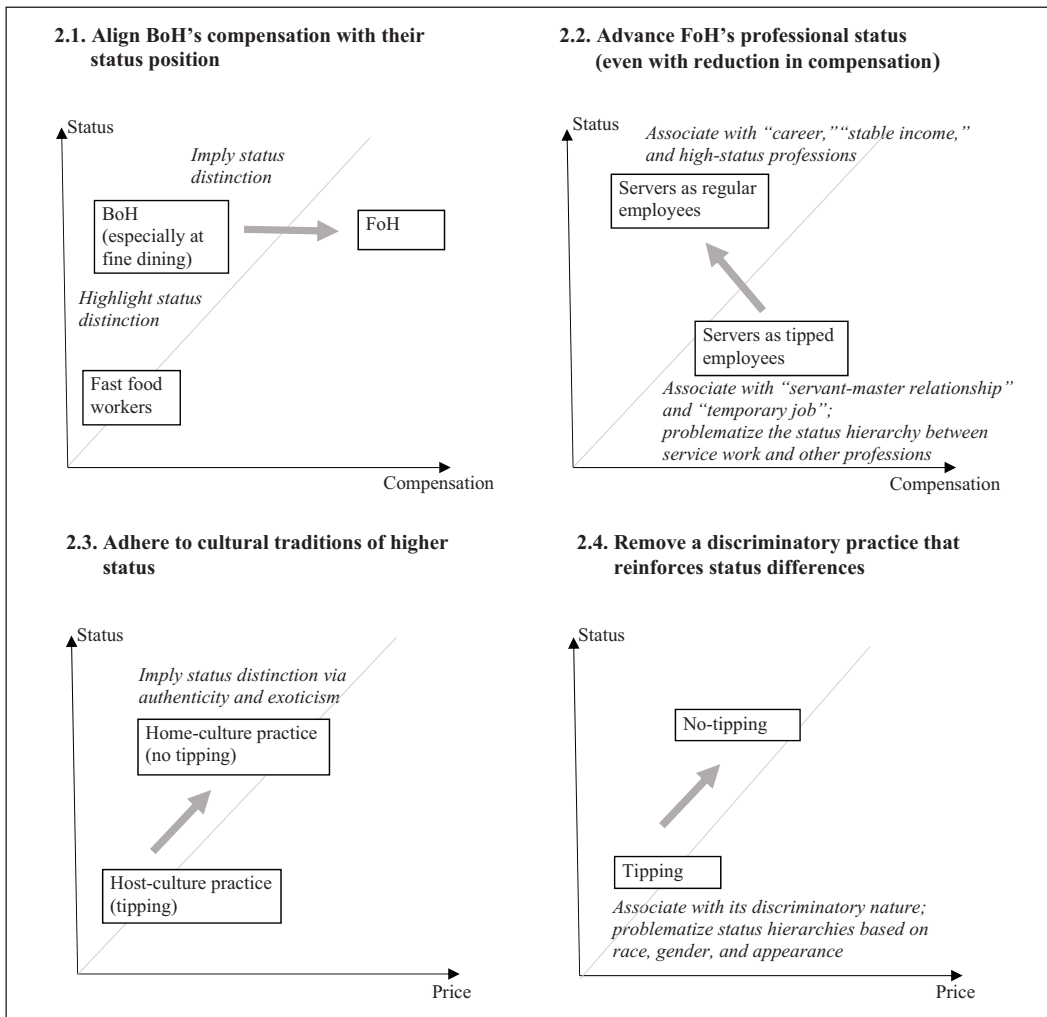 2.1. Align BoH's compensation with their
status position
Status
Imply status
distinction
BoH
(especially at
fine dining)
FoH
Highlight status
distinction
Fast food
workers
Compensation
2.2. Advance FoH's professional status
(even with reduction in compensation)
Status
Associate with "career,""stable income,"
and high-status professions
Servers as regular
employees
Servers as tipped
employees
Associate with "servant-master relationship"
and "temporary job";
problematize the status hierarchy between
service work and other professions
Compensation
2.3. Adhere to cultural traditions of higher
status
Status
Imply status distinction via
authenticity and exoticism
Home-culture practice
(no tipping)
Host-culture practice
(tipping)
Price
2.4. Remove a discriminatory practice that
reinforces status differences
Status
No-tipping
Tipping
Associate with its discriminatory nature;
problematize status hierarchies based on
race, gender, and appearance
Price